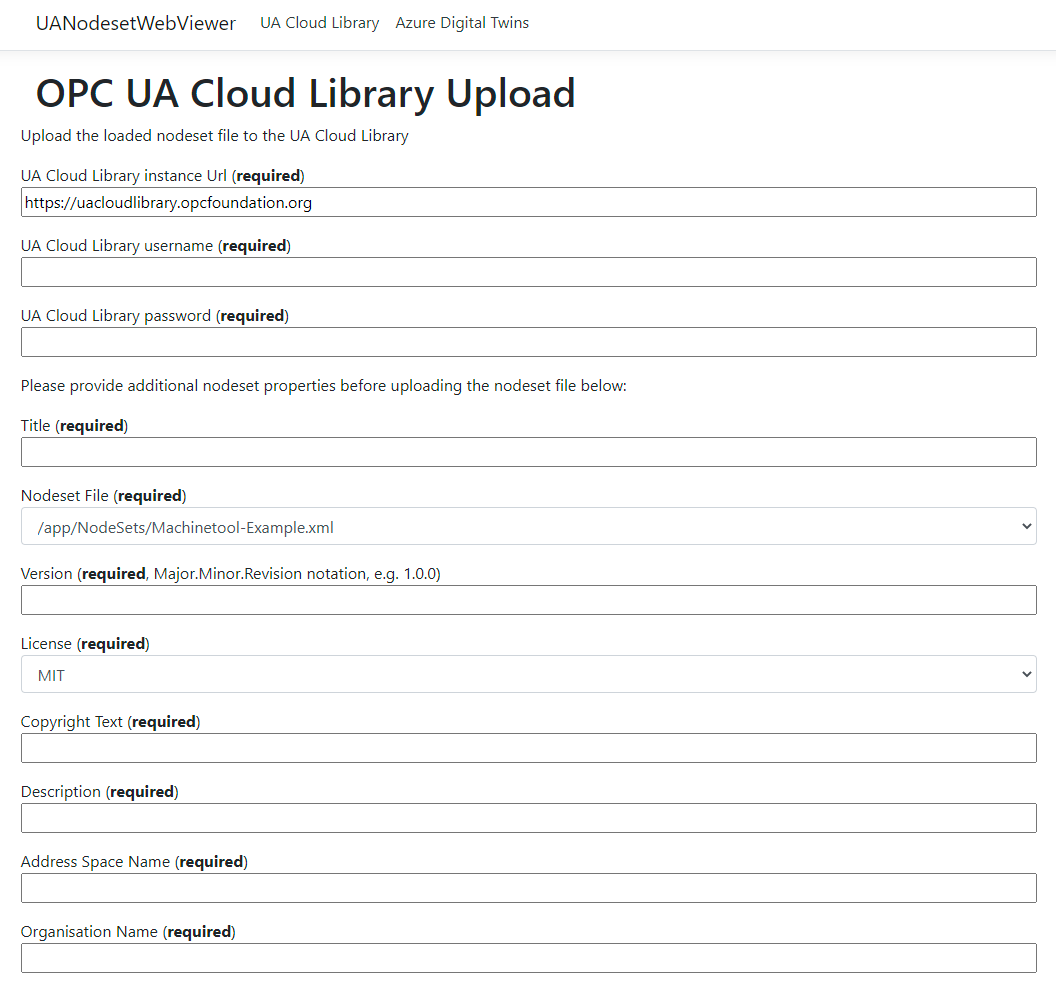 UANodesetWebViewer UA Cloud Library Azure Digital Twins
OPC UA Cloud Library Upload
Upload the loaded nodeset file to the UA Cloud Library
UA Cloud Library instance Url (required)
https://uacloudlibrary.opcfoundation.org
UA Cloud Library username (required)
UA Cloud Library password (required)
Please provide additional nodeset properties before uploading the nodeset file below:
Title (required)
Nodeset File (required)
/app/NodeSets/Machinetool-Example.xml
Version (required, Major.Minor.Revision notation, e.g. 1.0.0)
License (required)
MIT
Copyright Text (required)
Description (required)
Address Space Name (required)
Organisation Name (required)